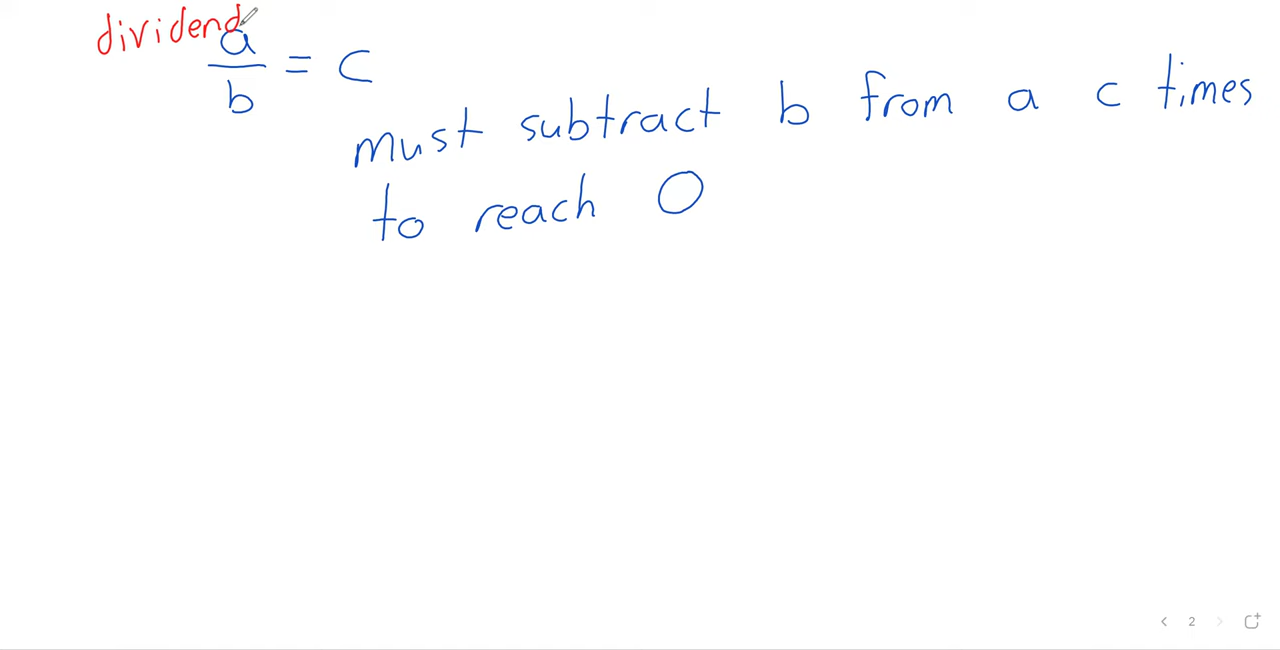 dividend
a/b = c
must subtract b from a c times
to reach 0
2